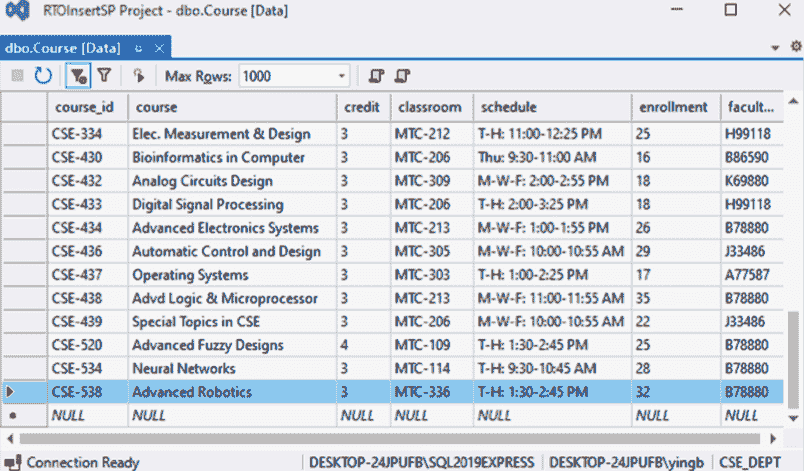 RTOInsertSP Project - dbo.Course [Data]
dbo.Course [Data]
Max Rows: 1000
course_id course credit classroom schedule enrollment facult...
CSE-334 Elec. Measurement & Design 3 MTC-212 T-H: 11:00-12:25 PM 25 H99118
CSE-430 Bioinformatics in Computer 3 MTC-206 Thu: 9:30-11:00 AM 16 B86590
CSE-432 Analog Circuits Design 3 MTC-309 M-W-F: 2:00-2:55 PM 18 K69880
CSE-433 Digital Signal Processing 3 MTC-206 T-H: 2:00-3:25 PM 18 H99118
CSE-434 Advanced Electronics Systems 3 MTC-213 M-W-F: 1:00-1:55 PM 26 B78880
CSE-436 Automatic Control and Design 3 MTC-305 M-W-F: 10:00-10:55 AM 29 J33486
CSE-437 Operating Systems 3 MTC-303 T-H: 1:00-2:25 PM 17 A77587
CSE-438 Advd Logic & Microprocessor 3 MTC-213 M-W-F: 11:00-11:55 AM 35 B78880
CSE-439 Special Topics in CSE 3 MTC-206 M-W-F: 10:00-10:55 AM 22 J33486
CSE-520 Advanced Fuzzy Designs 4 MTC-109 T-H: 1:30-2:45 PM 25 B78880
CSE-534 Neural Networks 3 MTC-114 T-H: 9:30-10:45 AM 28 B78880
CSE-538 Advanced Robotics 3 MTC-336 T-H: 1:30-2:45 PM 32 B78880
NULL NULL NULL NULL NULL NULL NULL
Connection Ready DESKTOP-24JPUFB\SQL2019EXPRESS DESKTOP-24JPUFB\yingb CSE_DEPT